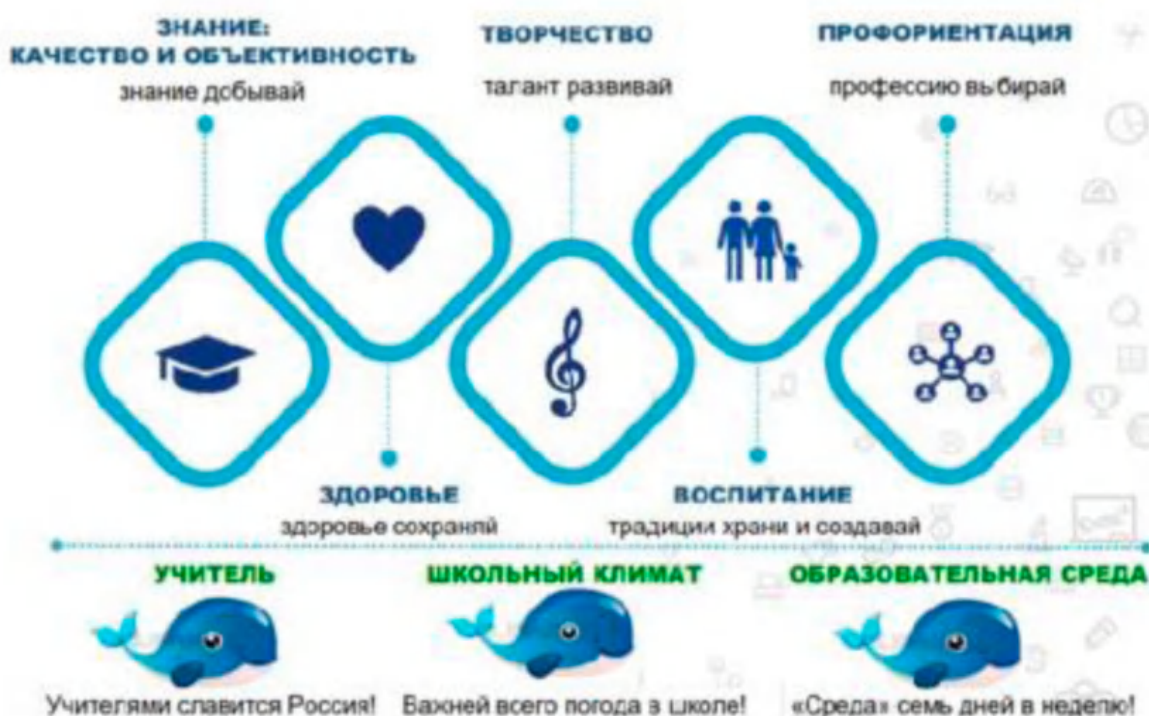 ЗНАНИЕ:
КАЧЕСТВО И ОБЪЕКТИВНОСТЬ
знание добывай
ТВОРЧЕСТВО
талант развивай
ПРОФОРИЕНТАЦИЯ
профессию выбирай
ЗДОРОВЬЕ
здоровье сохраняй
ВОСПИТАНИЕ
традиции храни и создавай
УЧИТЕЛЬ
ШКОЛЬНЫЙ КЛИМАТ
ОБРАЗОВАТЕЛЬНАЯ СРЕДА
Учителями славится Россия!
Важней всего погода в школе!
«Среда» семь дней в неделю!